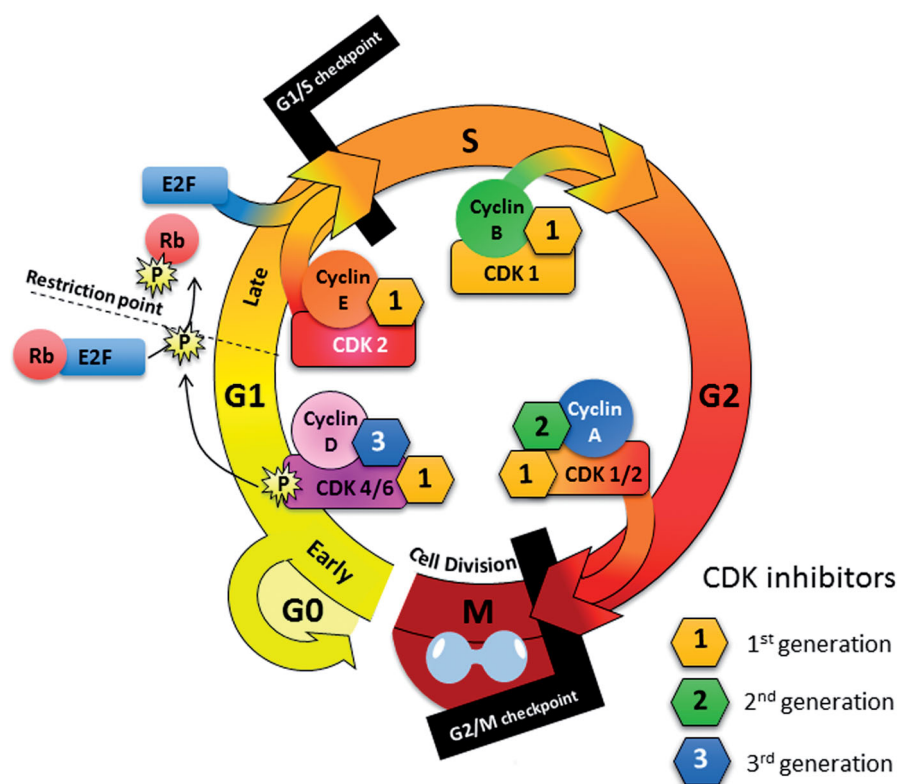 G1/S checkpoint
S
E2F
Rb
P
Late
Restriction point
Rb
E2F
P
G1
Cyclin
E
1
CDK 2
Cyclin
B
1
CDK 1
G2
Cyclin
D
3
P
CDK 4/6
1
2
Cyclin
A
1
CDK 1/2
Early
G0
Cell Division
M
G2/M checkpoint
CDK inhibitors
1
1st generation
2
2nd generation
3
3rd generation